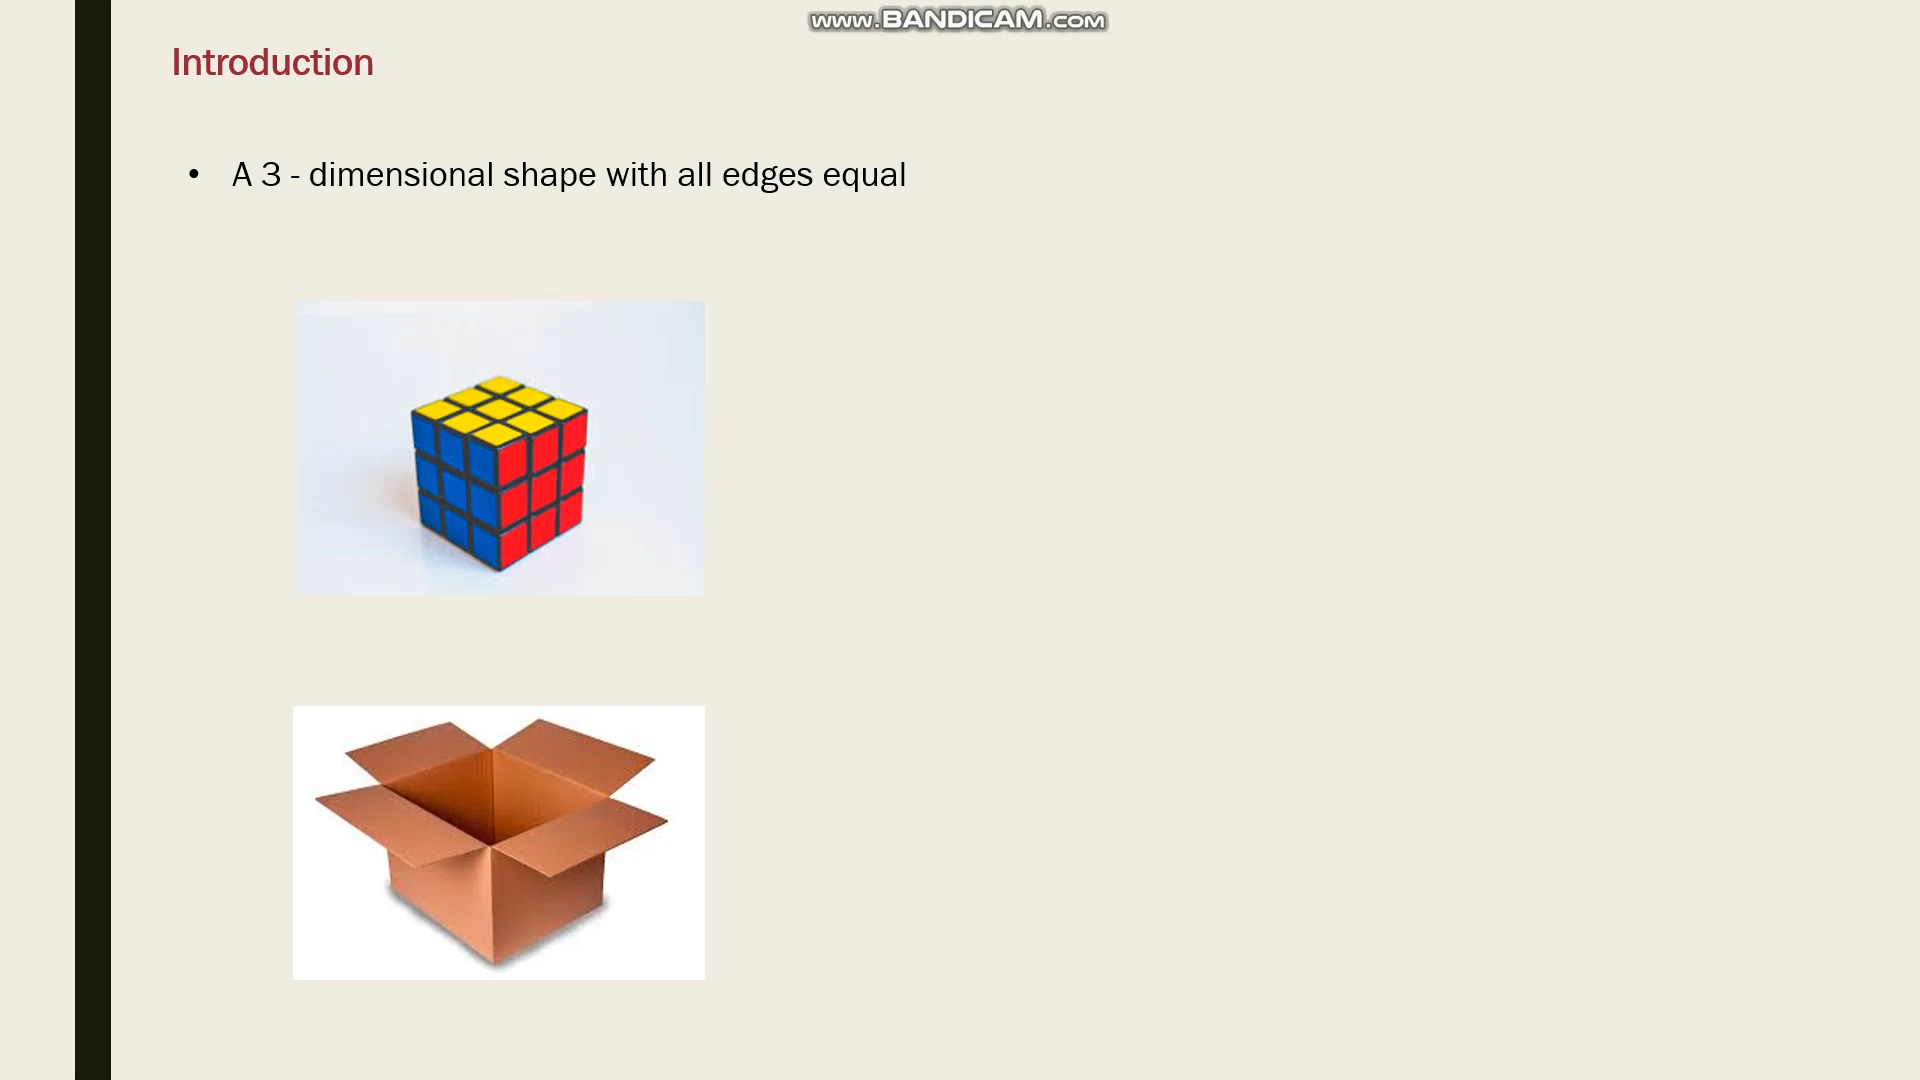 www.BANDICAM.com
Introduction
• A 3 - dimensional shape with all edges equal